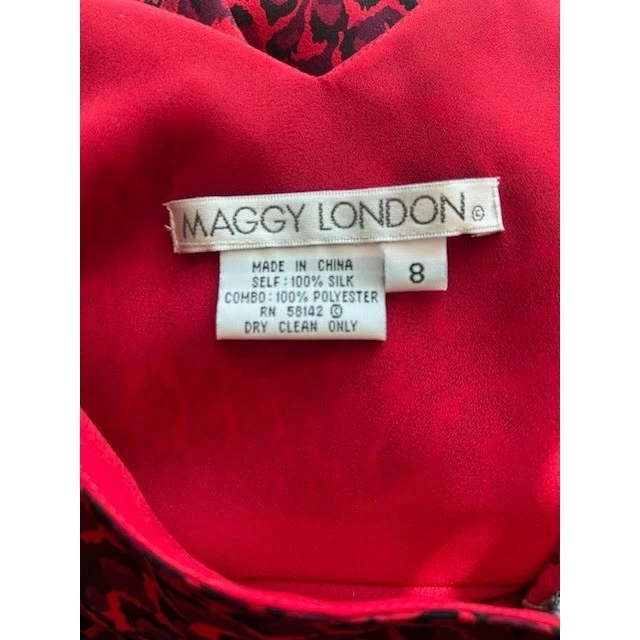 MAGGY LONDON©
MADE IN CHINA
SELF: 100% SILK
COMBO: 100% POLYESTER
RN 58142 ©
DRY CLEAN ONLY
8